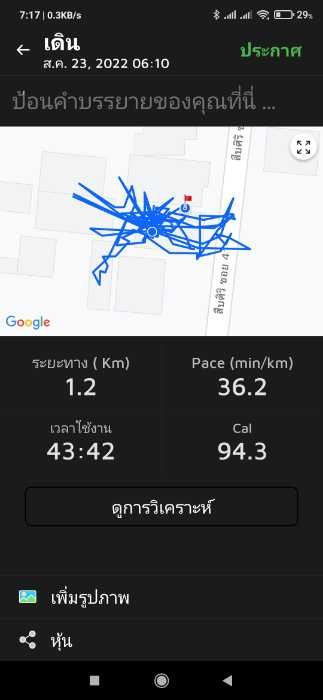 7:17 | 0.3KB/s
29%
เดิน
ส.ค. 23, 2022 06:10
ประกาศ
ป้อนคำบรรยายของคุณที่นี่ ...
สืบศิริ ซ
สืบศิริ ซอย 4
Google
ระยะทาง ( Km)
Pace (min/km)
1.2
36.2
เวลาใช้งาน
Cal
43:42
94.3
ดูการวิเคราะห์
เพิ่มรูปภาพ
หุ้น